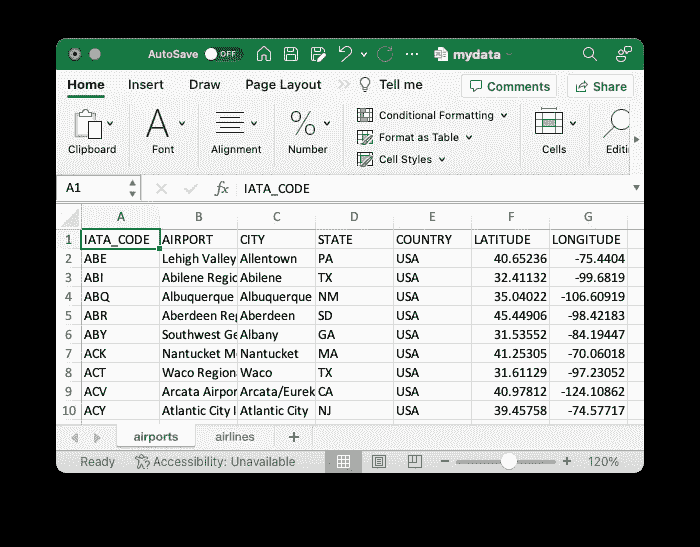 AutoSave OFF mydata
Home Insert Draw Page Layout Tell me Comments Share
Clipboard Font Alignment Number Conditional Formatting Format as Table Cell Styles Cells Editi
A1 fx IATA_CODE
A B C D E F G
1 IATA_CODE AIRPORT CITY STATE COUNTRY LATITUDE LONGITUDE
2 ABE Lehigh Valley Allentown PA USA 40.65236 -75.4404
3 ABI Abilene Regic Abilene TX USA 32.41132 -99.6819
4 ABQ Albuquerque Albuquerque NM USA 35.04022 -106.60919
5 ABR Aberdeen Reg Aberdeen SD USA 45.44906 -98.42183
6 ABY Southwest Ge Albany GA USA 31.53552 -84.19447
7 ACK Nantucket M Nantucket MA USA 41.25305 -70.06018
8 ACT Waco Region Waco TX USA 31.61129 -97.23052
9 ACV Arcata Airpor Arcata/Eurek CA USA 40.97812 -124.10862
10 ACY Atlantic City I Atlantic City NJ USA 39.45758 -74.57717
airports airlines +
Ready Accessibility: Unavailable 120%